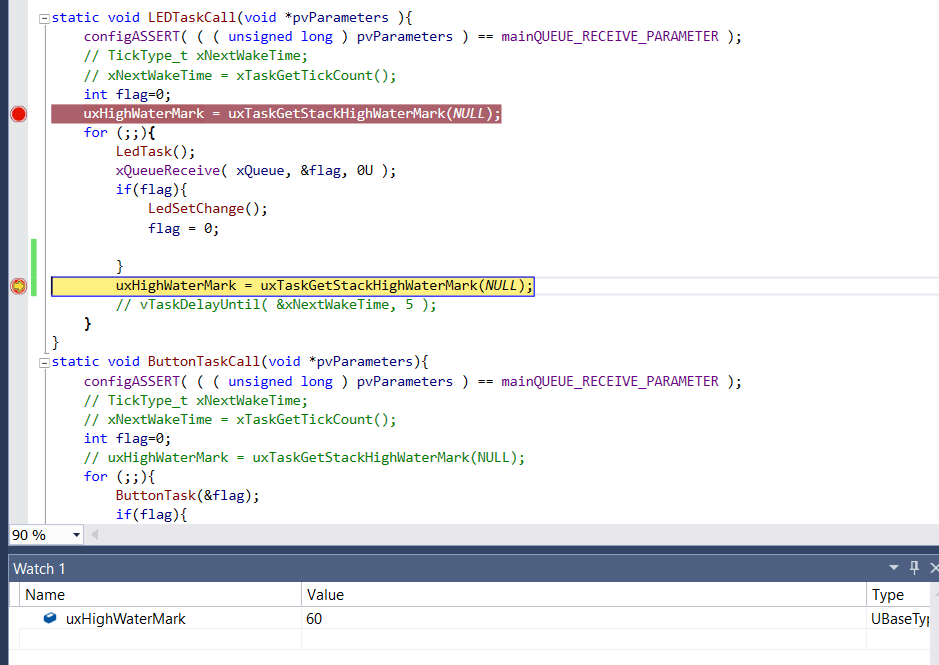 static void LEDTaskCall(void *pvParameters ){
configASSERT( ( ( unsigned long ) pvParameters ) == mainQUEUE_RECEIVE_PARAMETER );
// TickType_t xNextWakeTime;
// xNextWakeTime = xTaskGetTickCount();
int flag=0;
uxHighWaterMark = uxTaskGetStackHighWaterMark(NULL);
for (;;){
LedTask();
xQueueReceive( xQueue, &flag, 0U );
if(flag){
LedSetChange();
flag = 0;
}
uxHighWaterMark = uxTaskGetStackHighWaterMark(NULL);
// vTaskDelayUntil( &xNextWakeTime, 5 );
}
}
static void ButtonTaskCall(void *pvParameters){
configASSERT( ( ( unsigned long ) pvParameters ) == mainQUEUE_RECEIVE_PARAMETER );
// TickType_t xNextWakeTime;
// xNextWakeTime = xTaskGetTickCount();
int flag=0;
// uxHighWaterMark = uxTaskGetStackHighWaterMark(NULL);
for (;;){
ButtonTask(&flag);
if(flag){
90 %
Watch 1
Name Value Type
uxHighWaterMark 60 UBaseTyp